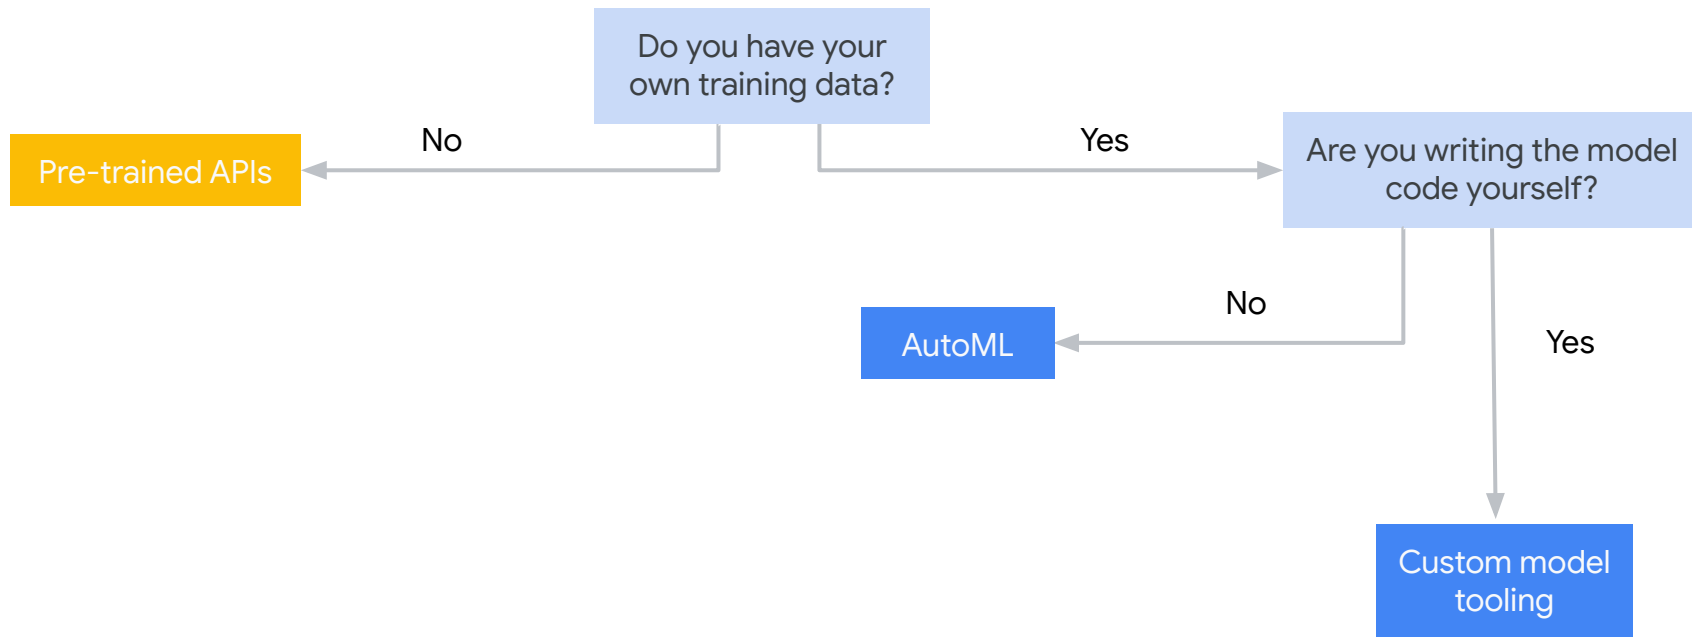 Do you have your
own training data?
No
Yes
Pre-trained APIs
Are you writing the model
code yourself?
No
AutoML
Yes
Custom model
tooling